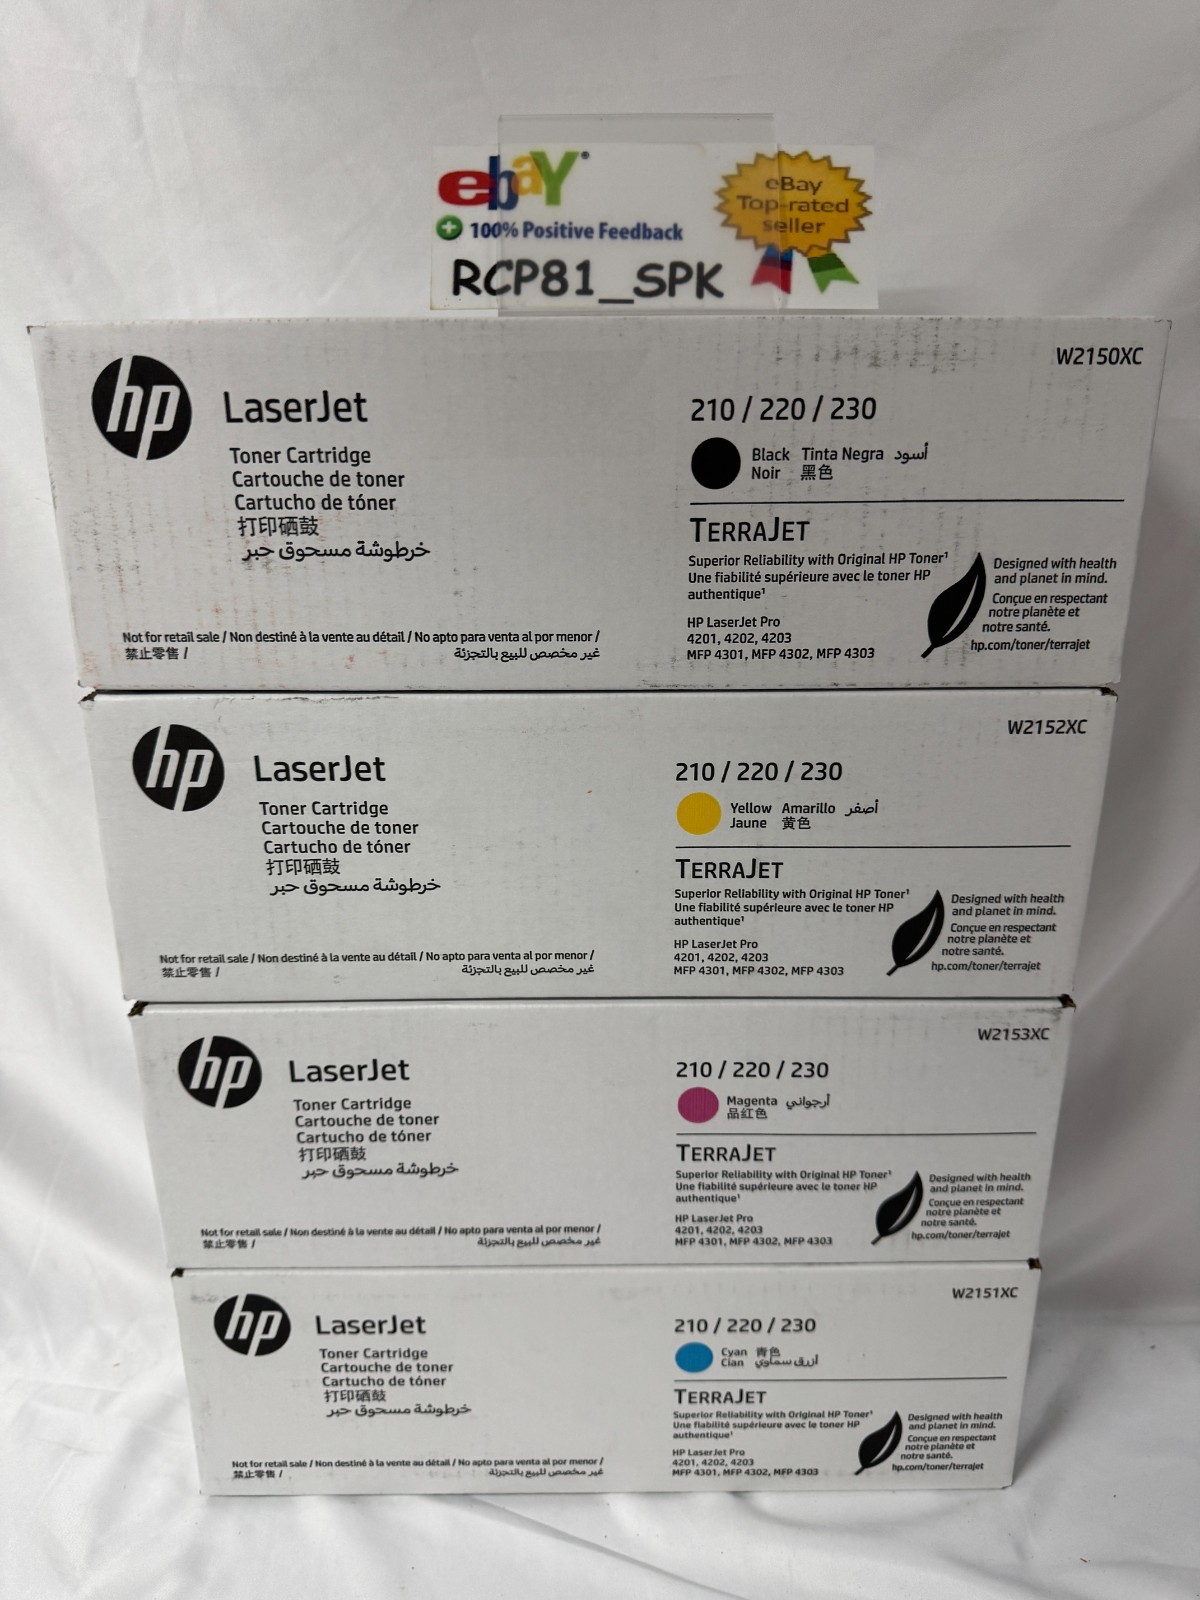 ebaY®
100% Positive Feedback
RCP81_SPK
eBay
Top-rated
seller
W2150XC
hp
LaserJet
Toner Cartridge
Cartouche de toner
Cartucho de tóner
打印硒鼓
خرطوشة مسحوق حبر
Not for retail sale / Non destiné à la vente au détail / No apto para venta al por menor /
禁止零售 / غير مخصص للبيع بالتجزئة
210 / 220 / 230
Black Tinta Negra أسود
Noir 黑色
TERRAJET
Superior Reliability with Original HP Toner¹
Une fiabilité supérieure avec le toner HP
authentique¹
HP LaserJet Pro
4201, 4202, 4203
MFP 4301, MFP 4302, MFP 4303
Designed with health
and planet in mind.
Conçue en respectant
notre planète et
notre santé.
hp.com/toner/terrajet
W2152XC
hp
LaserJet
Toner Cartridge
Cartouche de toner
Cartucho de tóner
打印硒鼓
خرطوشة مسحوق حبر
Not for retail sale / Non destiné à la vente au détail / No apto para venta al por menor /
禁止零售 / غير مخصص للبيع بالتجزئة
210 / 220 / 230
Yellow Amarillo أصفر
Jaune 黄色
TERRAJET
Superior Reliability with Original HP Toner¹
Une fiabilité supérieure avec le toner HP
authentique¹
HP LaserJet Pro
4201, 4202, 4203
MFP 4301, MFP 4302, MFP 4303
Designed with health
and planet in mind.
Conçue en respectant
notre planète et
notre santé.
hp.com/toner/terrajet
W2153XC
hp
LaserJet
Toner Cartridge
Cartouche de toner
Cartucho de tóner
打印硒鼓
خرطوشة مسحوق حبر
Not for retail sale / Non destiné à la vente au détail / No apto para venta al por menor /
禁止零售 / غير مخصص للبيع بالتجزئة
210 / 220 / 230
Magenta أرجواني
品红色
TERRAJET
Superior Reliability with Original HP Toner¹
Une fiabilité supérieure avec le toner HP
authentique¹
HP LaserJet Pro
4201, 4202, 4203
MFP 4301, MFP 4302, MFP 4303
Designed with health
and planet in mind.
Conçue en respectant
notre planète et
notre santé.
hp.com/toner/terrajet
W2151XC
hp
LaserJet
Toner Cartridge
Cartouche de toner
Cartucho de tóner
打印硒鼓
خرطوشة مسحوق حبر
Not for retail sale / Non destiné à la vente au détail / No apto para venta al por menor /
禁止零售 / غير مخصص للبيع بالتجزئة
210 / 220 / 230
Cyan 青色
Cian أزرق سماوي
TERRAJET
Superior Reliability with Original HP Toner¹
Une fiabilité supérieure avec le toner HP
authentique¹
HP LaserJet Pro
4201, 4202, 4203
MFP 4301, MFP 4302, MFP 4303
Designed with health
and planet in mind.
Conçue en respectant
notre planète et
notre santé.
hp.com/toner/terrajet